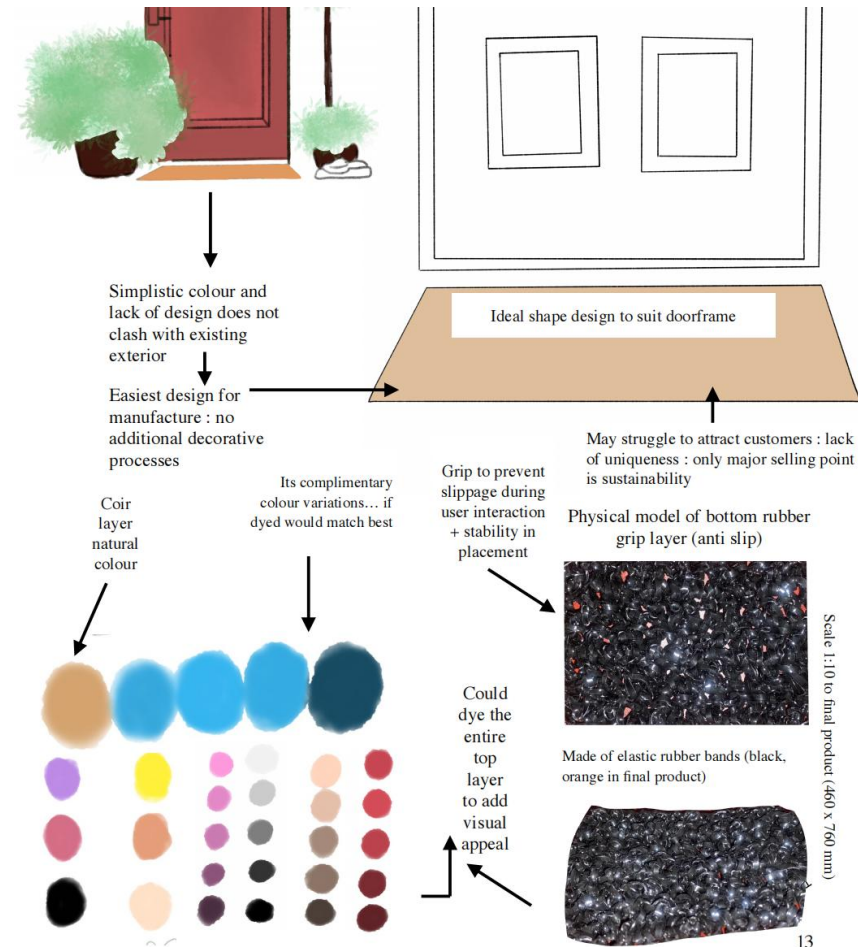 Simplistic colour and
lack of design does not
clash with existing
exterior
Easiest design for
manufacture : no
additional decorative
processes
Ideal shape design to suit doorframe
May struggle to attract customers : lack
of uniqueness : only major selling point
is sustainability
Coir
layer
natural
colour
Its complimentary
colour variations… if
dyed would match best
Grip to prevent
slippage during
user interaction
+ stability in
placement
Physical model of bottom rubber
grip layer (anti slip)
Scale 1:10 to final product (460 x 760 mm)
Could
dye the
entire
top
layer
to add
visual
appeal
Made of elastic rubber bands (black,
orange in final product)
13